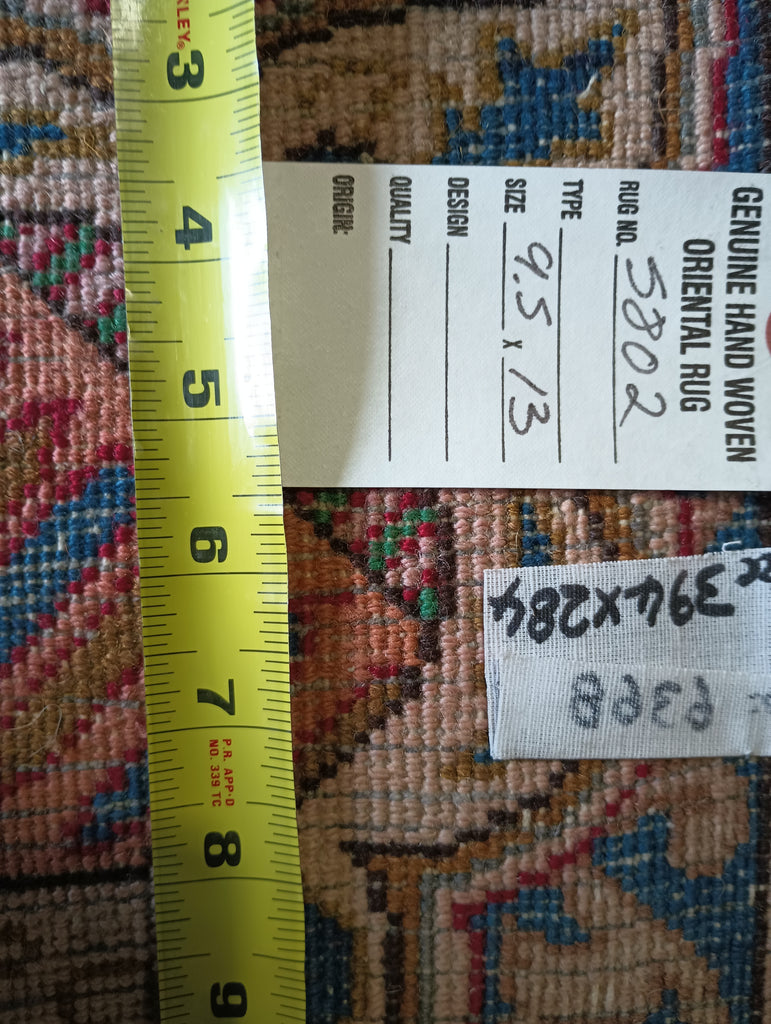 GENUINE HAND WOVEN
ORIENTAL RUG
RUG NO. 5802
TYPE
SIZE 9.5 X 13
DESIGN
QUALITY
ORIGIN:
394X284
KLEY®
3
4
5
6
7
P.R. APP'D
NO. 339 TC
8
9